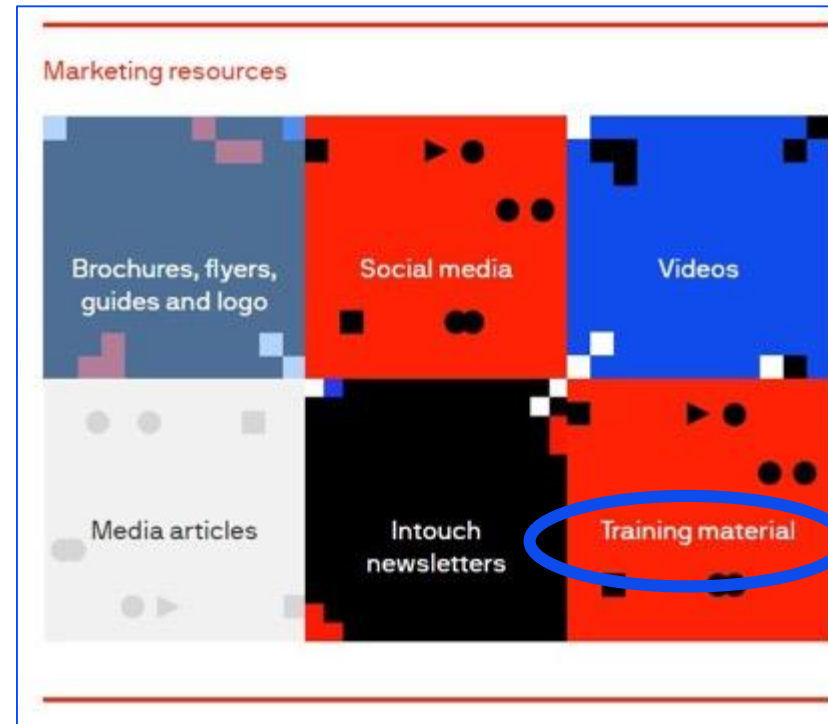 Marketing resources
Brochures, flyers,
guides and logo
Social media
Videos
Media articles
Intouch
newsletters
Training material